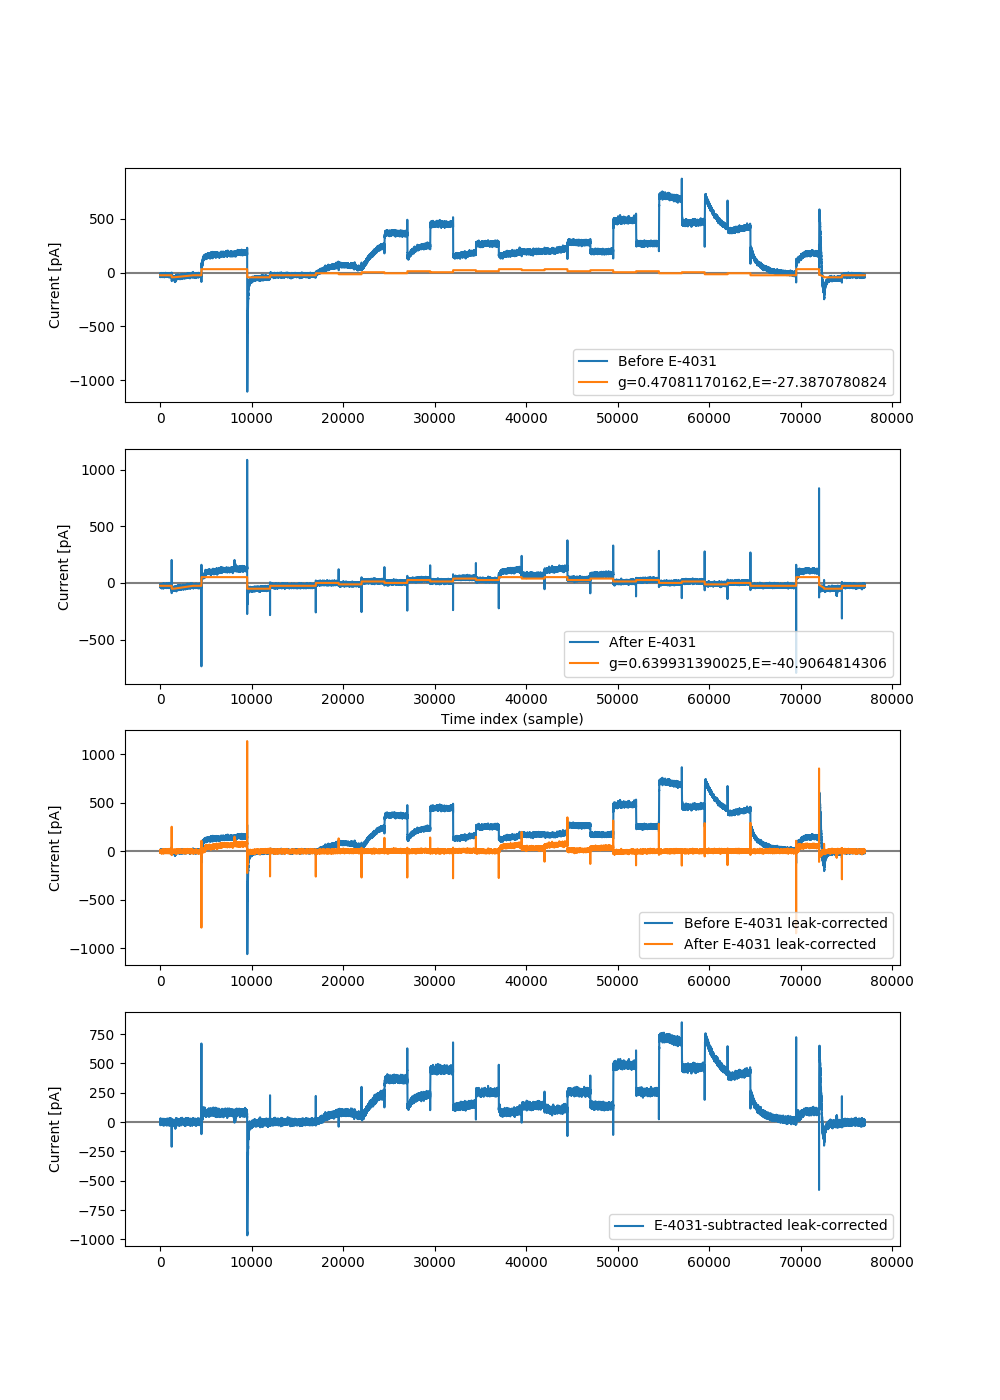 Current [pA]
500
0
−500
−1000
Before E-4031
g=0.47081170162,E=-27.3870780824
0 10000 20000 30000 40000 50000 60000 70000 80000
Current [pA]
1000
500
0
−500
After E-4031
g=0.639931390025,E=-40.9064814306
0 10000 20000 30000 40000 50000 60000 70000 80000
Time index (sample)
Current [pA]
1000
500
0
−500
−1000
Before E-4031 leak-corrected
After E-4031 leak-corrected
0 10000 20000 30000 40000 50000 60000 70000 80000
Current [pA]
750
500
250
0
−250
−500
−750
−1000
E-4031-subtracted leak-corrected
0 10000 20000 30000 40000 50000 60000 70000 80000